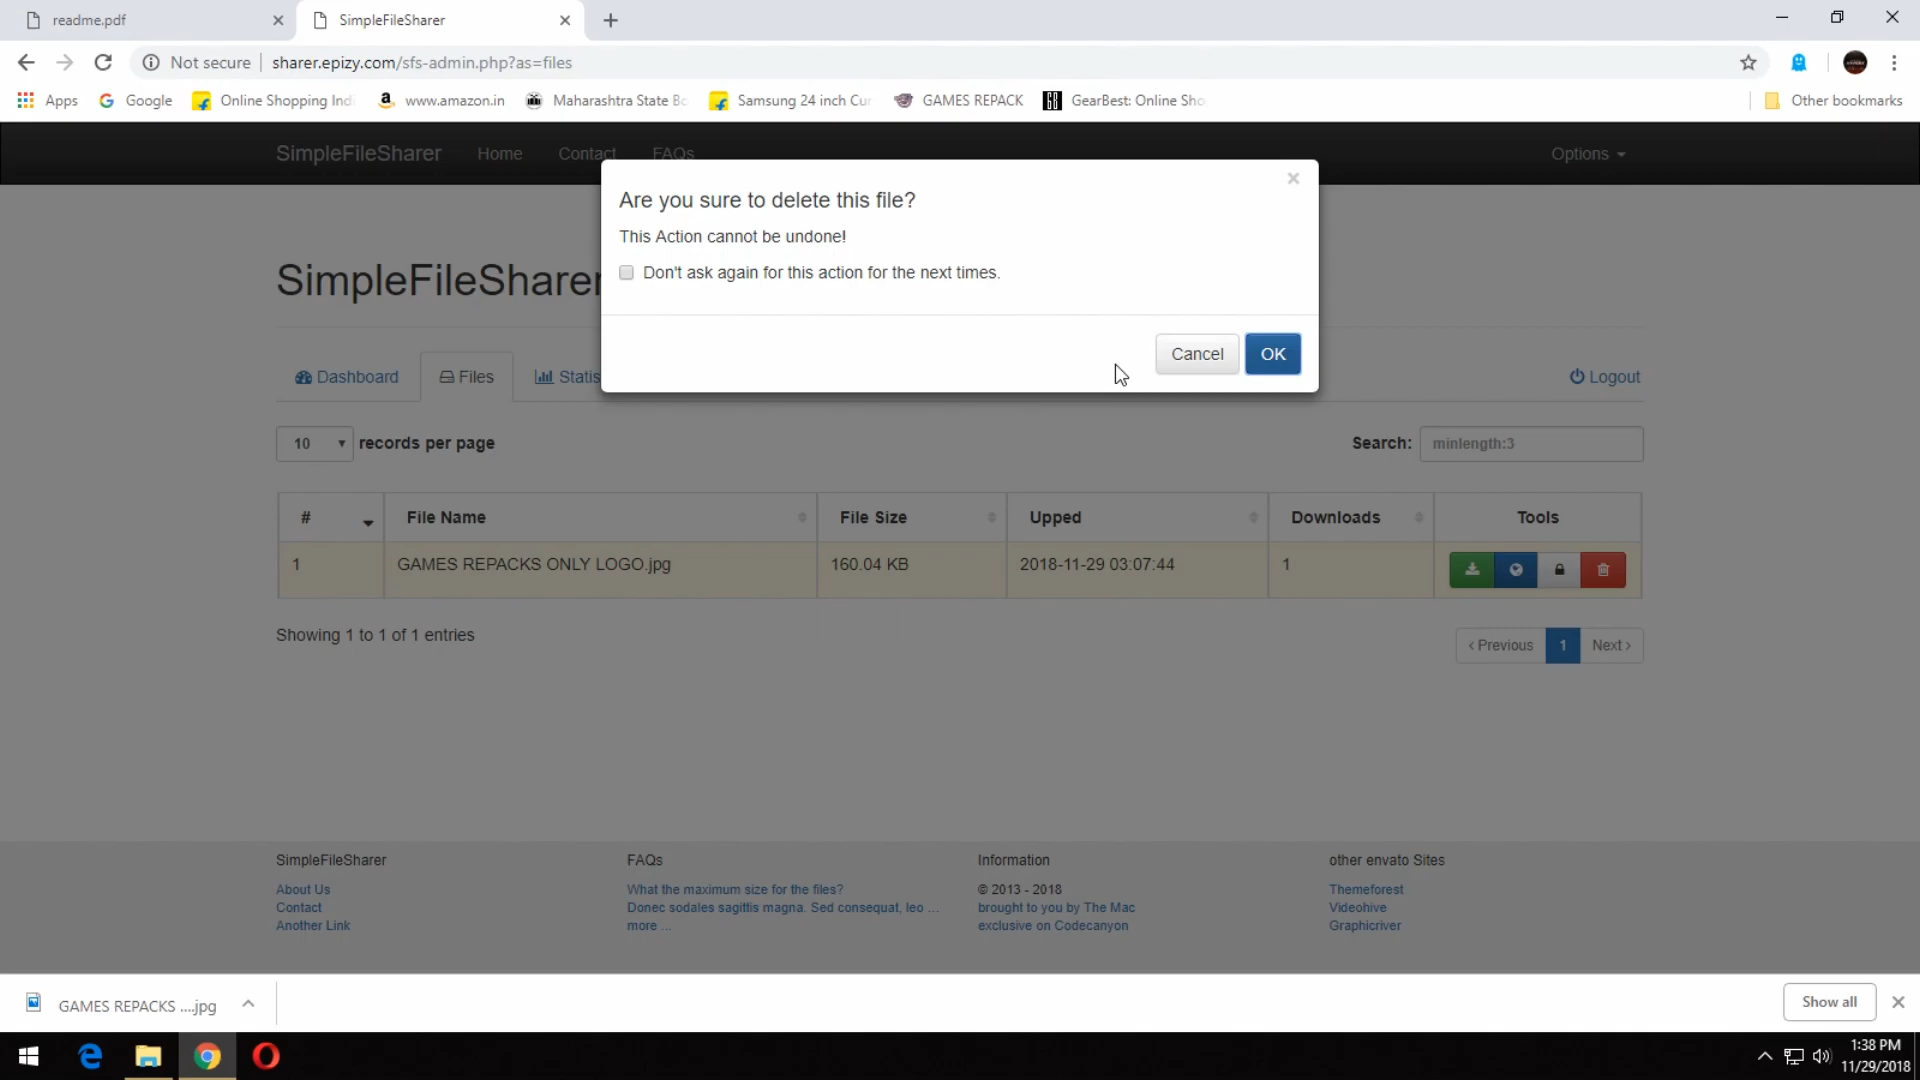 readme.pdf
SimpleFileSharer
Not secure
sharer.epizy.com/sfs-admin.php?as=files
Apps
Google
Online Shopping Indi
www.amazon.in
Maharashtra State Bo
Samsung 24 inch Cur
GAMES REPACK
GearBest: Online Sho
Other bookmarks
SimpleFileSharer
Home
Contact
FAQs
Options
Are you sure to delete this file?
This Action cannot be undone!
Don't ask again for this action for the next times.
Cancel
OK
SimpleFileSharer
Dashboard
Files
Statis
Logout
10
records per page
Search:
minlength:3
# File Name File Size Upped Downloads Tools
1 GAMES REPACKS ONLY LOGO.jpg 160.04 KB 2018-11-29 03:07:44 1
Showing 1 to 1 of 1 entries
‹ Previous
1
Next ›
SimpleFileSharer
About Us
Contact
Another Link
FAQs
What the maximum size for the files?
Donec sodales sagittis magna. Sed consequat, leo ...
more ...
Information
© 2013 - 2018
brought to you by The Mac
exclusive on Codecanyon
other envato Sites
Themeforest
Videohive
Graphicriver
GAMES REPACKS ....jpg
Show all
1:38 PM
11/29/2018